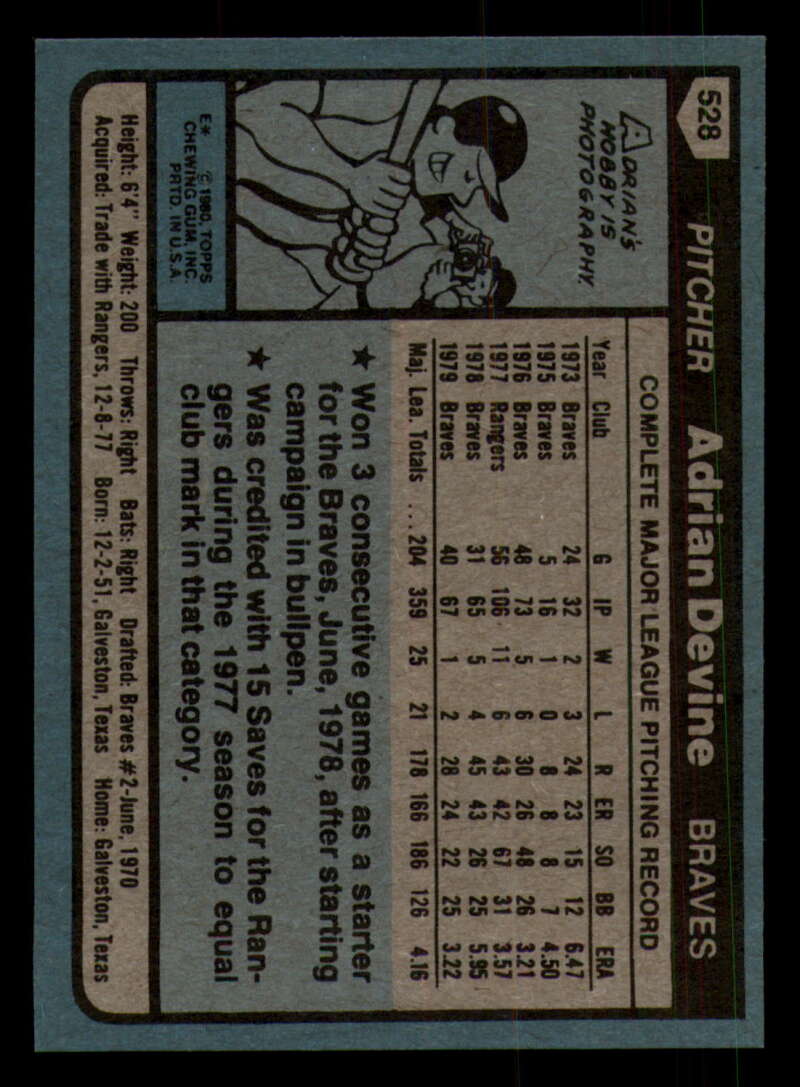 528 PITCHER Adrian Devine BRAVES
ADRIAN'S
HOBBY IS
PHOTOGRAPHY.
E* © 1980 TOPPS
CHEWING GUM, INC.
PRTD. IN U.S.A.
COMPLETE MAJOR LEAGUE PITCHING RECORD
Year Club G IP W L R ER SO BB ERA
1973 Braves 24 32 2 3 24 23 15 12 6.47
1975 Braves 5 16 1 0 8 8 8 7 4.50
1976 Braves 48 73 5 6 30 26 48 26 3.21
1977 Rangers 56 106 11 6 43 42 67 31 3.57
1978 Braves 31 65 5 4 45 43 26 25 5.95
1979 Braves 40 67 1 2 28 24 22 25 3.22
Maj. Lea. Totals ... 204 359 25 21 178 166 186 126 4.16
★ Won 3 consecutive games as a starter
for the Braves, June, 1978, after starting
campaign in bullpen.
★ Was credited with 15 Saves for the Ran-
gers during the 1977 season to equal
club mark in that category.
Height: 6'4" Weight: 200 Throws: Right Bats: Right Drafted: Braves #2-June, 1970
Acquired: Trade with Rangers, 12-8-77 Born: 12-2-51, Galveston, Texas Home: Galveston, Texas